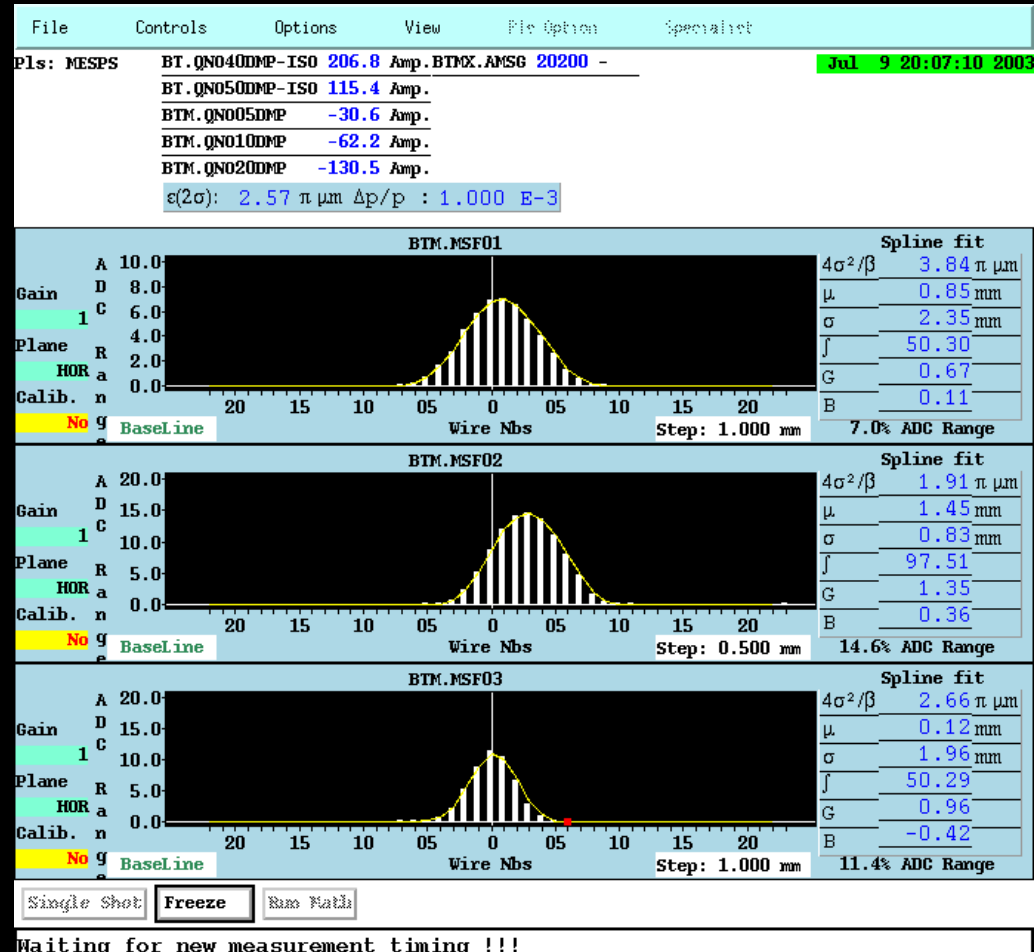 File Controls Options View Pls Option Specialist
Pls: MESPS BT.QNO40DMP-ISO 206.8 Amp. BTMX.AMSG 20200 - Jul 9 20:07:10 2003
BT.QNO50DMP-ISO 115.4 Amp.
BTM.QNO05DMP -30.6 Amp.
BTM.QNO10DMP -62.2 Amp.
BTM.QNO20DMP -130.5 Amp.
ε(2σ): 2.57 π μm Δp/p : 1.000 E-3
BTM.MSF01 Spline fit
ADC Range
10.0
8.0
6.0
4.0
2.0
0.0
Gain
1
Plane
HOR
Calib.
No
20 15 10 05 0 05 10 15 20
BaseLine Wire Nbs Step: 1.000 mm
4σ²/β 3.84 π μm
μ 0.85 mm
σ 2.35 mm
∫ 50.30
G 0.67
B 0.11
7.0% ADC Range
BTM.MSF02 Spline fit
ADC Range
20.0
15.0
10.0
5.0
0.0
Gain
1
Plane
HOR
Calib.
No
20 15 10 05 0 05 10 15 20
BaseLine Wire Nbs Step: 0.500 mm
4σ²/β 1.91 π μm
μ 1.45 mm
σ 0.83 mm
∫ 97.51
G 1.35
B 0.36
14.6% ADC Range
BTM.MSF03 Spline fit
ADC Range
20.0
15.0
10.0
5.0
0.0
Gain
1
Plane
HOR
Calib.
No
20 15 10 05 0 05 10 15 20
BaseLine Wire Nbs Step: 1.000 mm
4σ²/β 2.66 π μm
μ 0.12 mm
σ 1.96 mm
∫ 50.29
G 0.96
B -0.42
11.4% ADC Range
Single Shot Freeze Run Math
Waiting for new measurement timing !!!